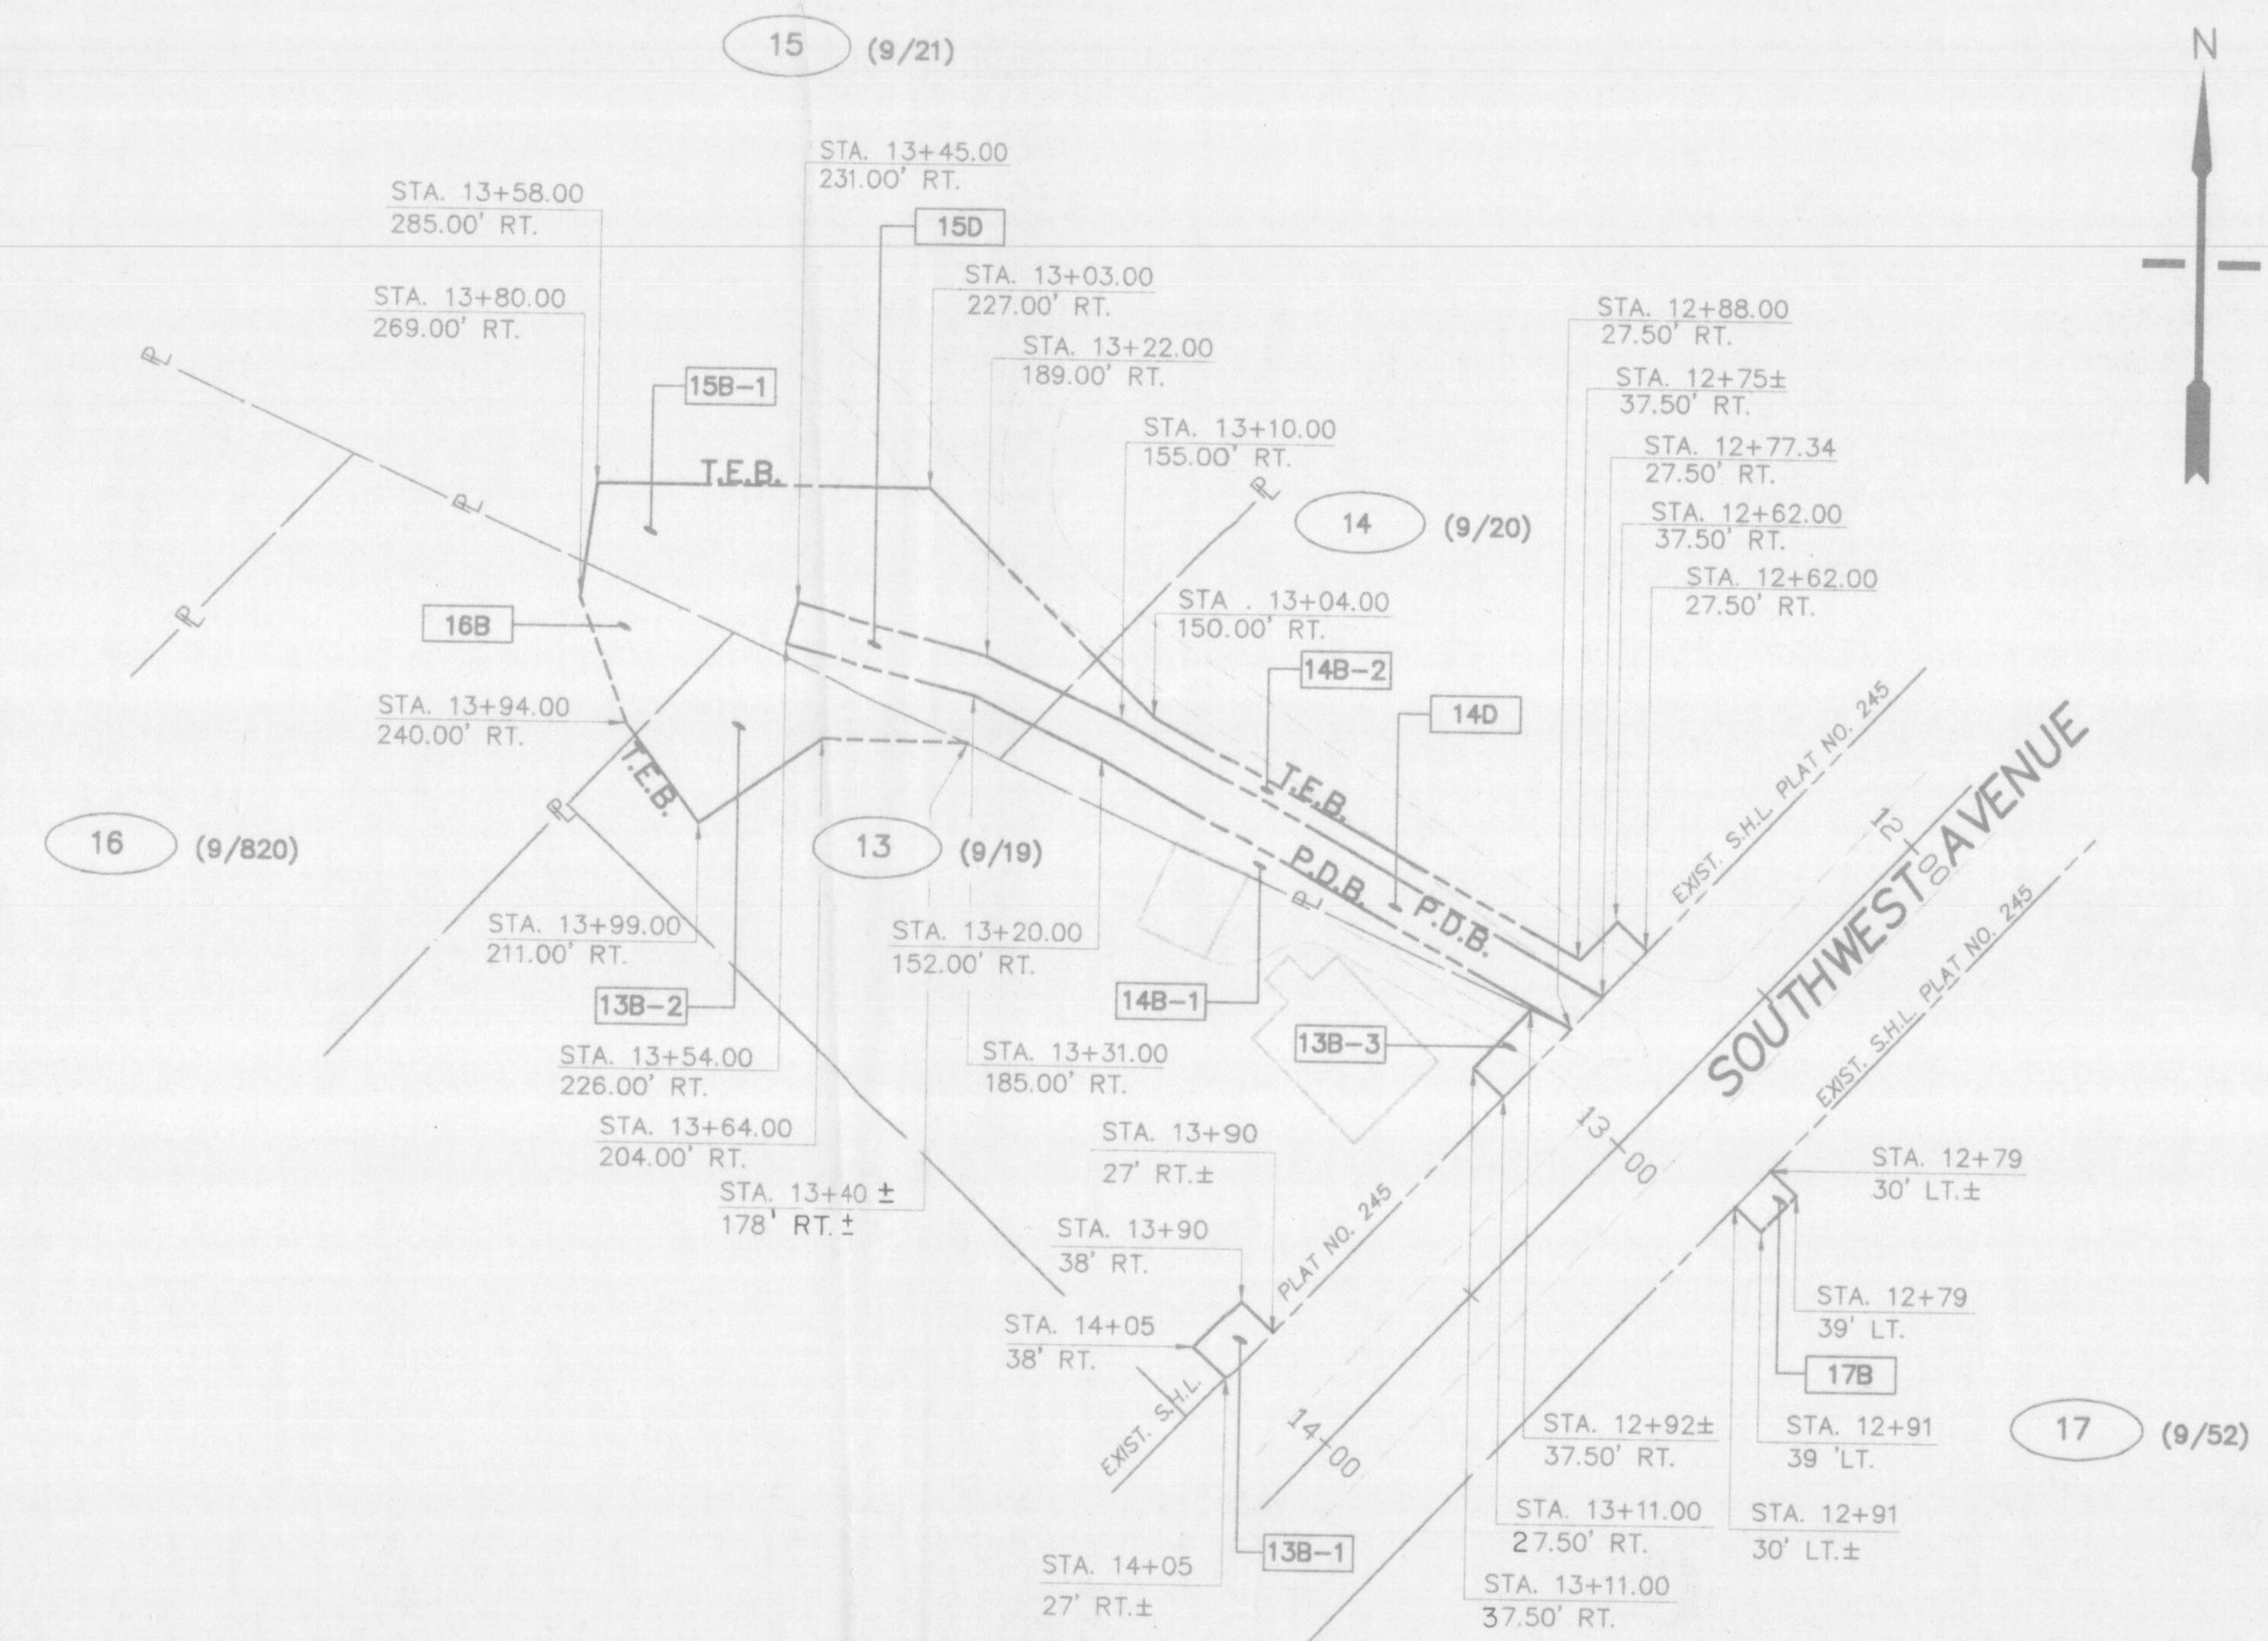 15 (9/21)
N
STA. 13+45.00
231.00' RT.
STA. 13+58.00
285.00' RT.
15D
STA. 13+03.00
227.00' RT.
STA. 13+80.00
269.00' RT.
STA. 12+88.00
27.50' RT.
STA. 13+22.00
189.00' RT.
PL
15B-1
STA. 12+75±
37.50' RT.
STA. 13+10.00
155.00' RT.
STA. 12+77.34
27.50' RT.
T.E.B.
PL
PL
14 (9/20)
STA. 12+62.00
37.50' RT.
STA. 12+62.00
27.50' RT.
PL
16B
STA . 13+04.00
150.00' RT.
14B-2
STA. 13+94.00
240.00' RT.
14D
EXIST. S.H.L. PLAT NO. 245
T.E.B.
T.E.B.
PL
16 (9/820)
13 (9/19)
12+00
SOUTHWEST AVENUE
P.D.B.
P.D.B.
PL
STA. 13+99.00
211.00' RT.
STA. 13+20.00
152.00' RT.
EXIST. S.H.L. PLAT NO. 245
13B-2
14B-1
13B-3
STA. 13+54.00
226.00' RT.
STA. 13+31.00
185.00' RT.
STA. 13+64.00
204.00' RT.
STA. 13+90
27' RT.±
13+00
STA. 12+79
30' LT.±
STA. 13+40 ±
178' RT. ±
STA. 13+90
38' RT.
PLAT NO. 245
STA. 14+05
38' RT.
STA. 12+79
39' LT.
17B
EXIST. S.H.L.
14+00
STA. 12+92±
37.50' RT.
STA. 12+91
39 'LT.
17 (9/52)
STA. 13+11.00
27.50' RT.
STA. 12+91
30' LT.±
13B-1
STA. 14+05
27' RT.±
STA. 13+11.00
37.50' RT.